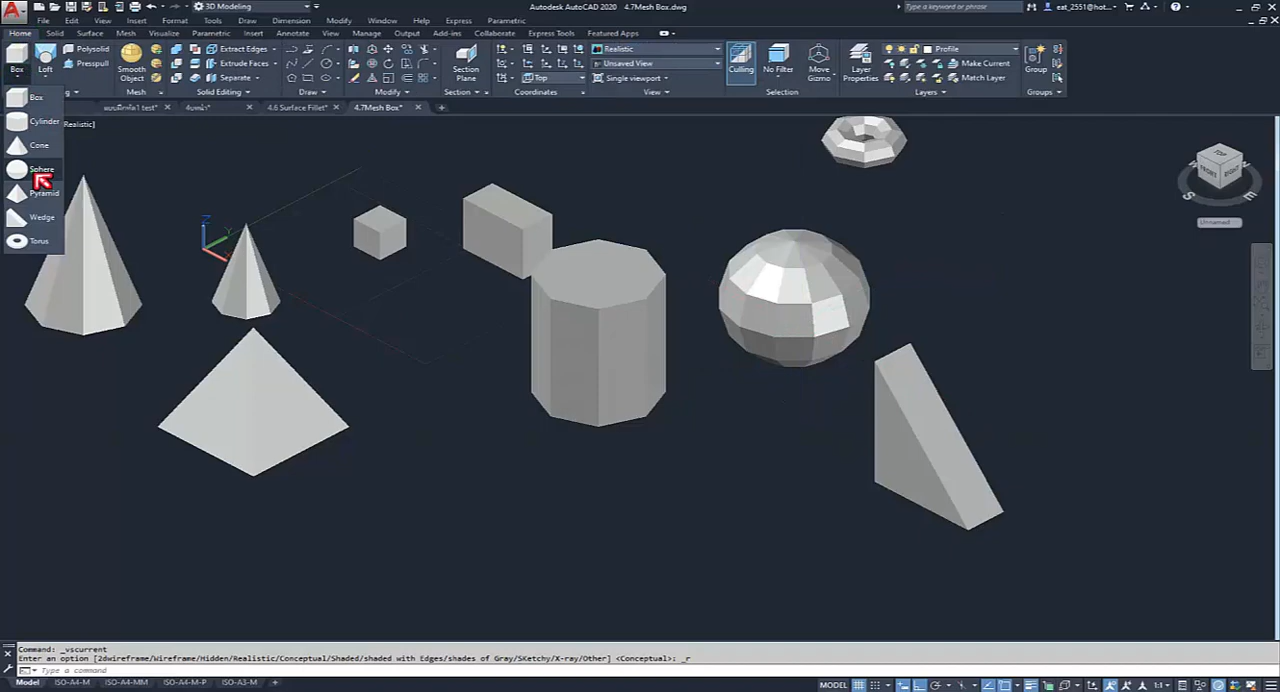 3D Modeling
Autodesk AutoCAD 2020 4.7Mesh Box.dwg
Type a keyword or phrase
eat_2551@hot...
File Edit View Insert Format Tools Draw Dimension Modify Window Help Express Parametric
Home Solid Surface Mesh Visualize Parametric Insert Annotate View Manage Output Add-ins Collaborate Express Tools Featured Apps
Box
Loft
Polysolid
Presspull
Smooth Object
Extrude Faces
Extract Edges
Separate
Section Plane
Top
Realistic
Unsaved View
Single viewport
Culling
No Filter
Move Gizmo
Layer Properties
Profile
Make Current
Match Layer
Group
Mesh
Solid Editing
Draw
Modify
Section
Coordinates
View
Selection
Layers
Groups
4.6 Surface Fillet*
4.7Mesh Box*
Realistic]
Box
Cylinder
Cone
Sphere
Pyramid
Wedge
Torus
Z
Y
TOP
FRONT
RIGHT
W
S
E
Unnamed
Command: _vscurrent
Enter an option [2dwireframe/Wireframe/Hidden/Realistic/Conceptual/Shaded/shaded with Edges/shades of Gray/SKetchy/X-ray/Other] <Conceptual>: _r
Type a command
Model ISO-A4-M ISO-A4-MM ISO-A4-M-P ISO-A3-M
MODEL
1:1